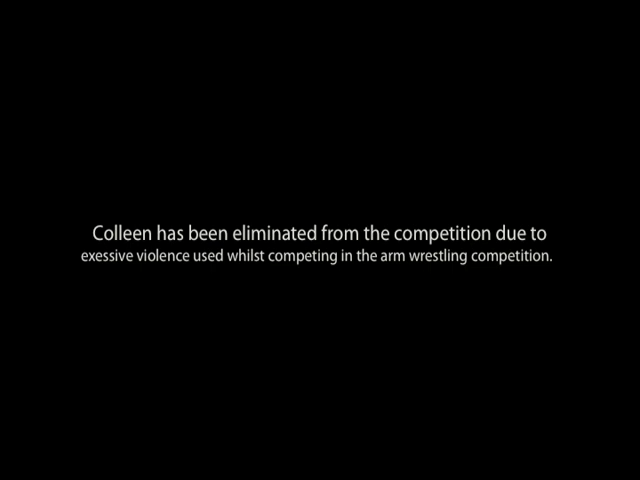 Colleen has been eliminated from the competition due to
exessive violence used whilst competing in the arm wrestling competition.